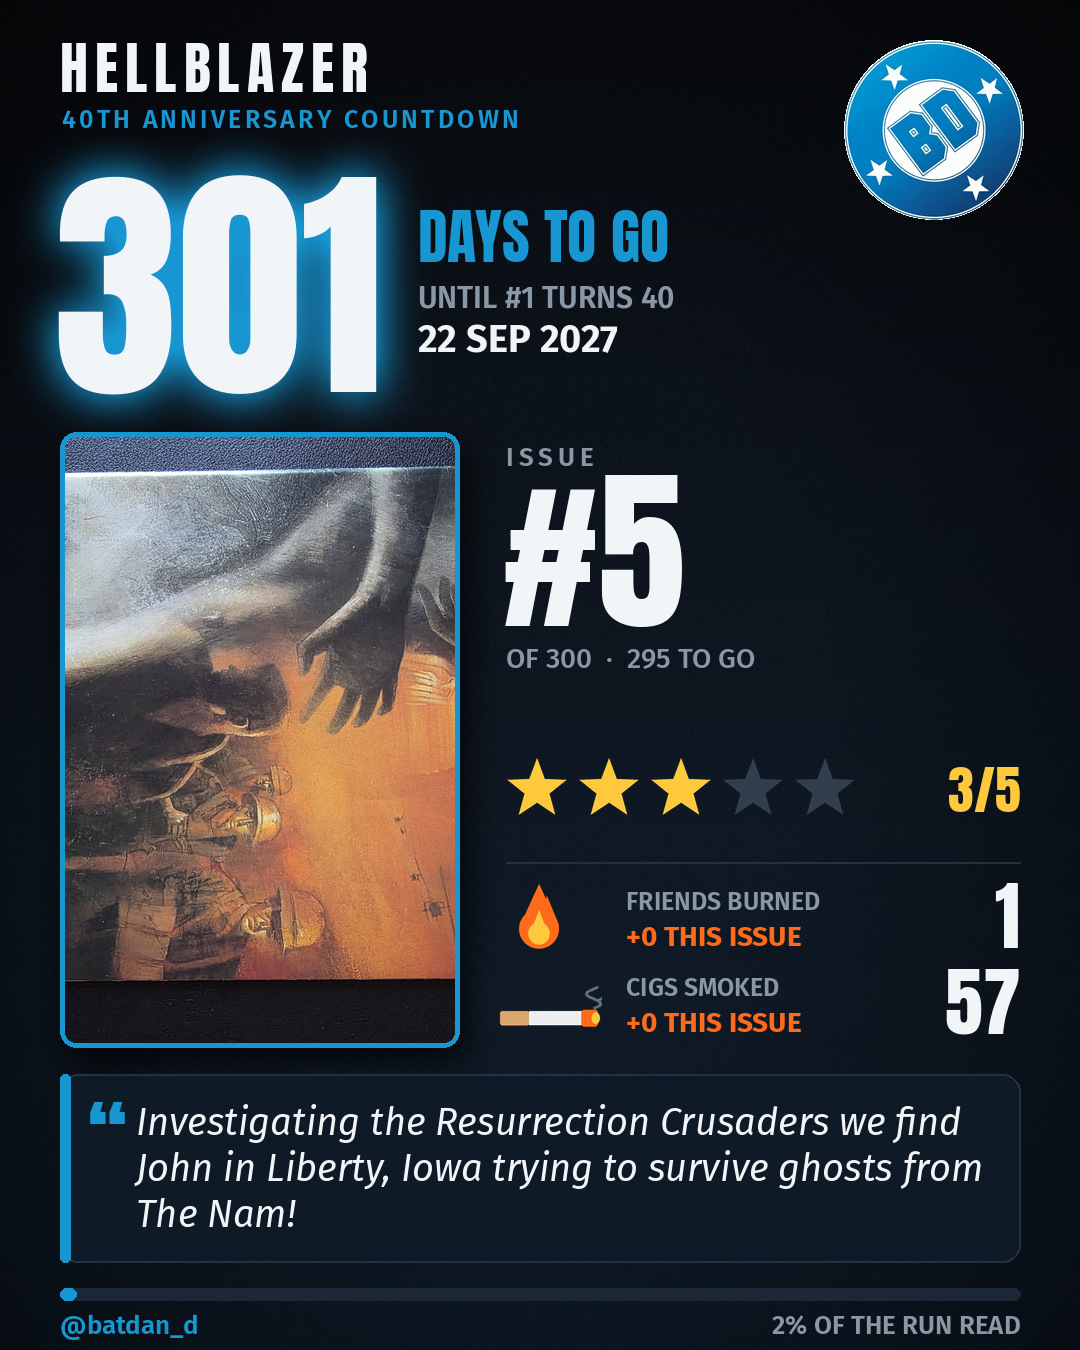 HELLBLAZER
40TH ANNIVERSARY COUNTDOWN
BD
301
DAYS TO GO
UNTIL #1 TURNS 40
22 SEP 2027
ISSUE
#5
OF 300 · 295 TO GO
3/5
FRIENDS BURNED
1
+0 THIS ISSUE
CIGS SMOKED
57
+0 THIS ISSUE
“ Investigating the Resurrection Crusaders we find
John in Liberty, Iowa trying to survive ghosts from
The Nam!
@batdan_d
2% OF THE RUN READ